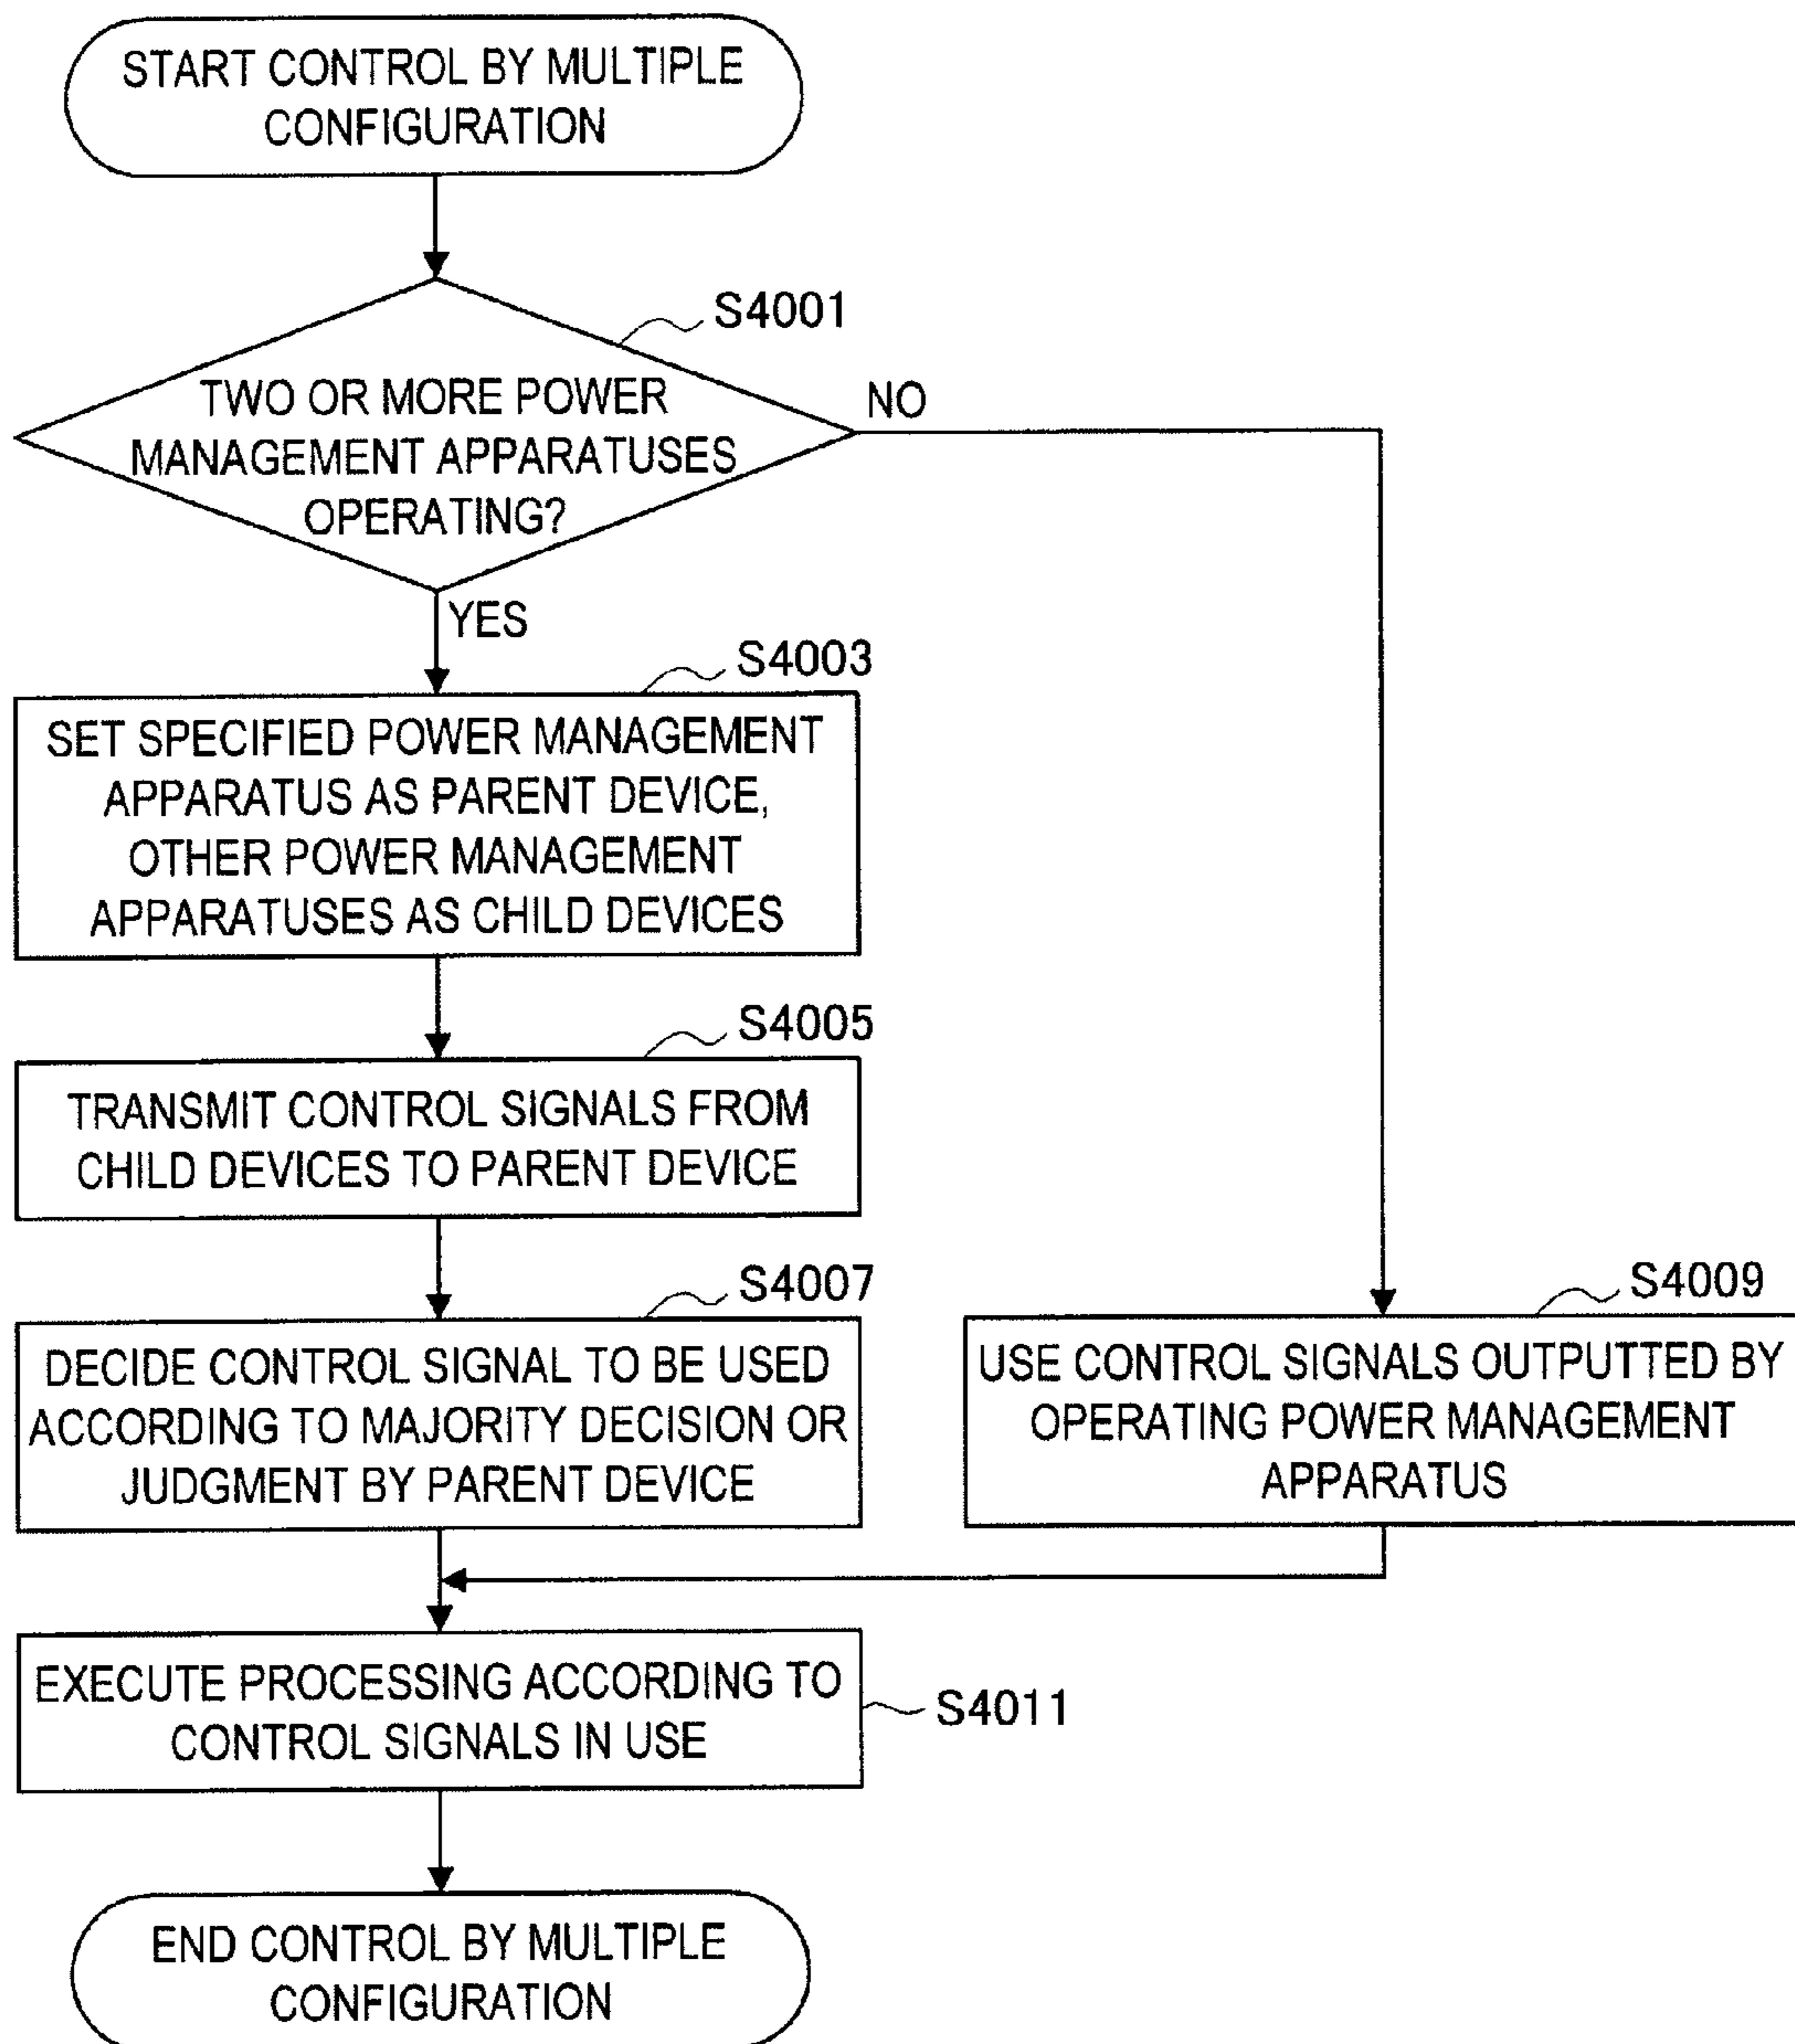 START CONTROL BY MULTIPLE
CONFIGURATION
S4001
TWO OR MORE POWER
MANAGEMENT APPARATUSES
OPERATING?
NO
YES
S4003
SET SPECIFIED POWER MANAGEMENT
APPARATUS AS PARENT DEVICE,
OTHER POWER MANAGEMENT
APPARATUSES AS CHILD DEVICES
S4005
TRANSMIT CONTROL SIGNALS FROM
CHILD DEVICES TO PARENT DEVICE
S4007
DECIDE CONTROL SIGNAL TO BE USED
ACCORDING TO MAJORITY DECISION OR
JUDGMENT BY PARENT DEVICE
S4009
USE CONTROL SIGNALS OUTPUTTED BY
OPERATING POWER MANAGEMENT
APPARATUS
EXECUTE PROCESSING ACCORDING TO
CONTROL SIGNALS IN USE
S4011
END CONTROL BY MULTIPLE
CONFIGURATION